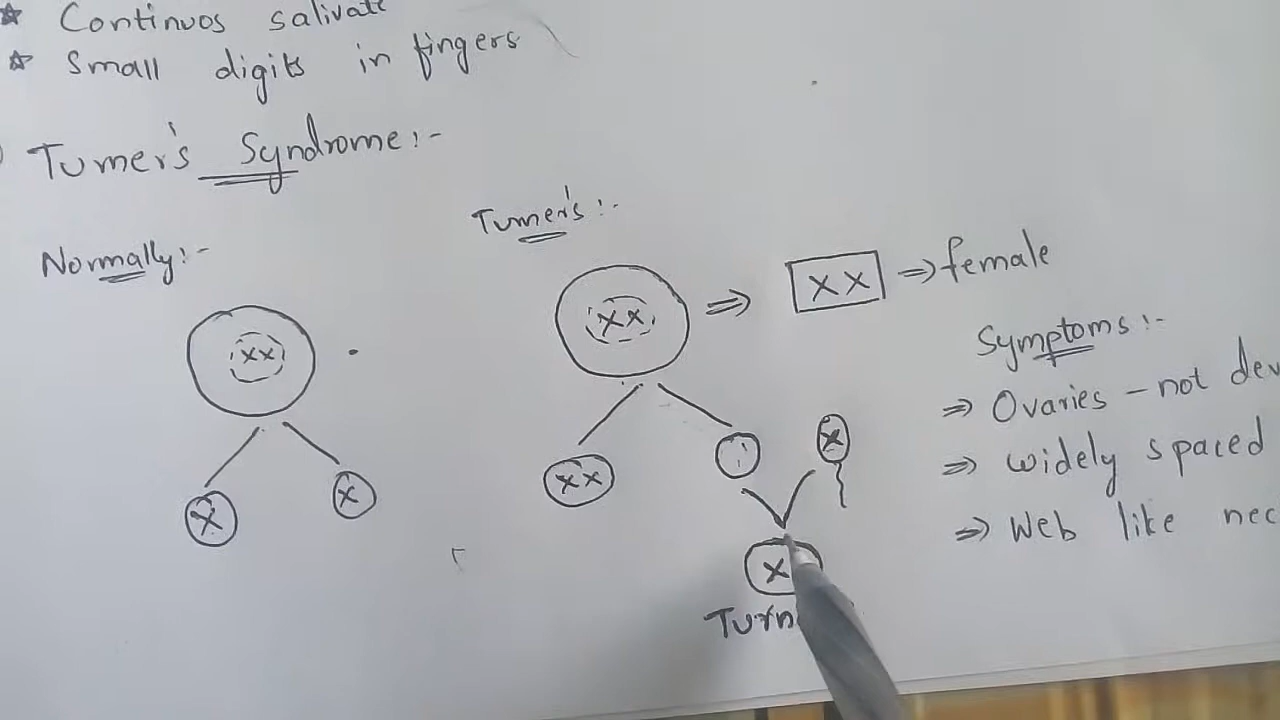 ☆ Continuos salivate
☆ Small digits in fingers
Turner's Syndrome:-
Normally:-
Turner's :-
XX
XX ⇒ XX ⇒ female
X X
XX X
X
Symptoms :-
⇒ Ovaries - not dev
⇒ Widely spaced
⇒ Web like nec
Turn